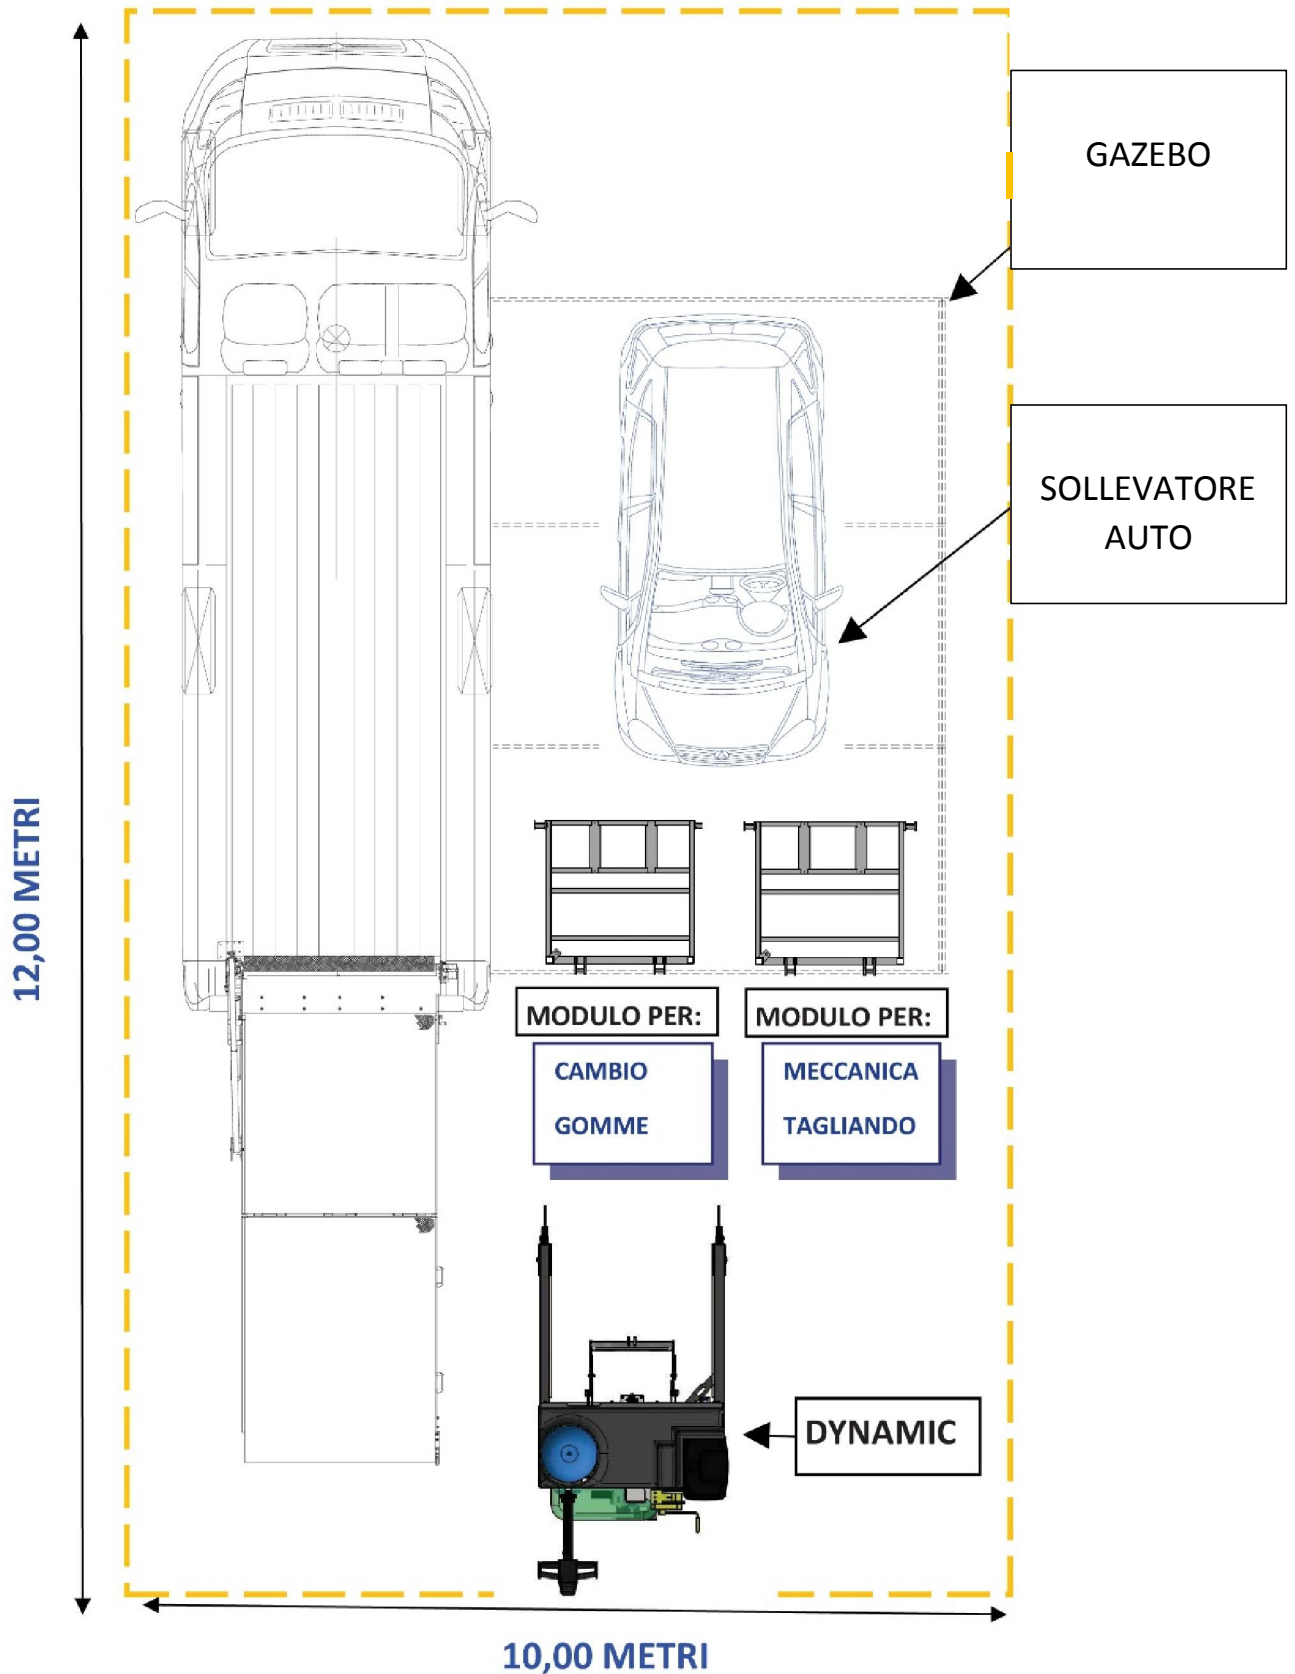 GAZEBO
SOLLEVATORE
AUTO
12,00 METRI
MODULO PER:
CAMBIO
GOMME
MODULO PER:
MECCANICA
TAGLIANDO
DYNAMIC
10,00 METRI